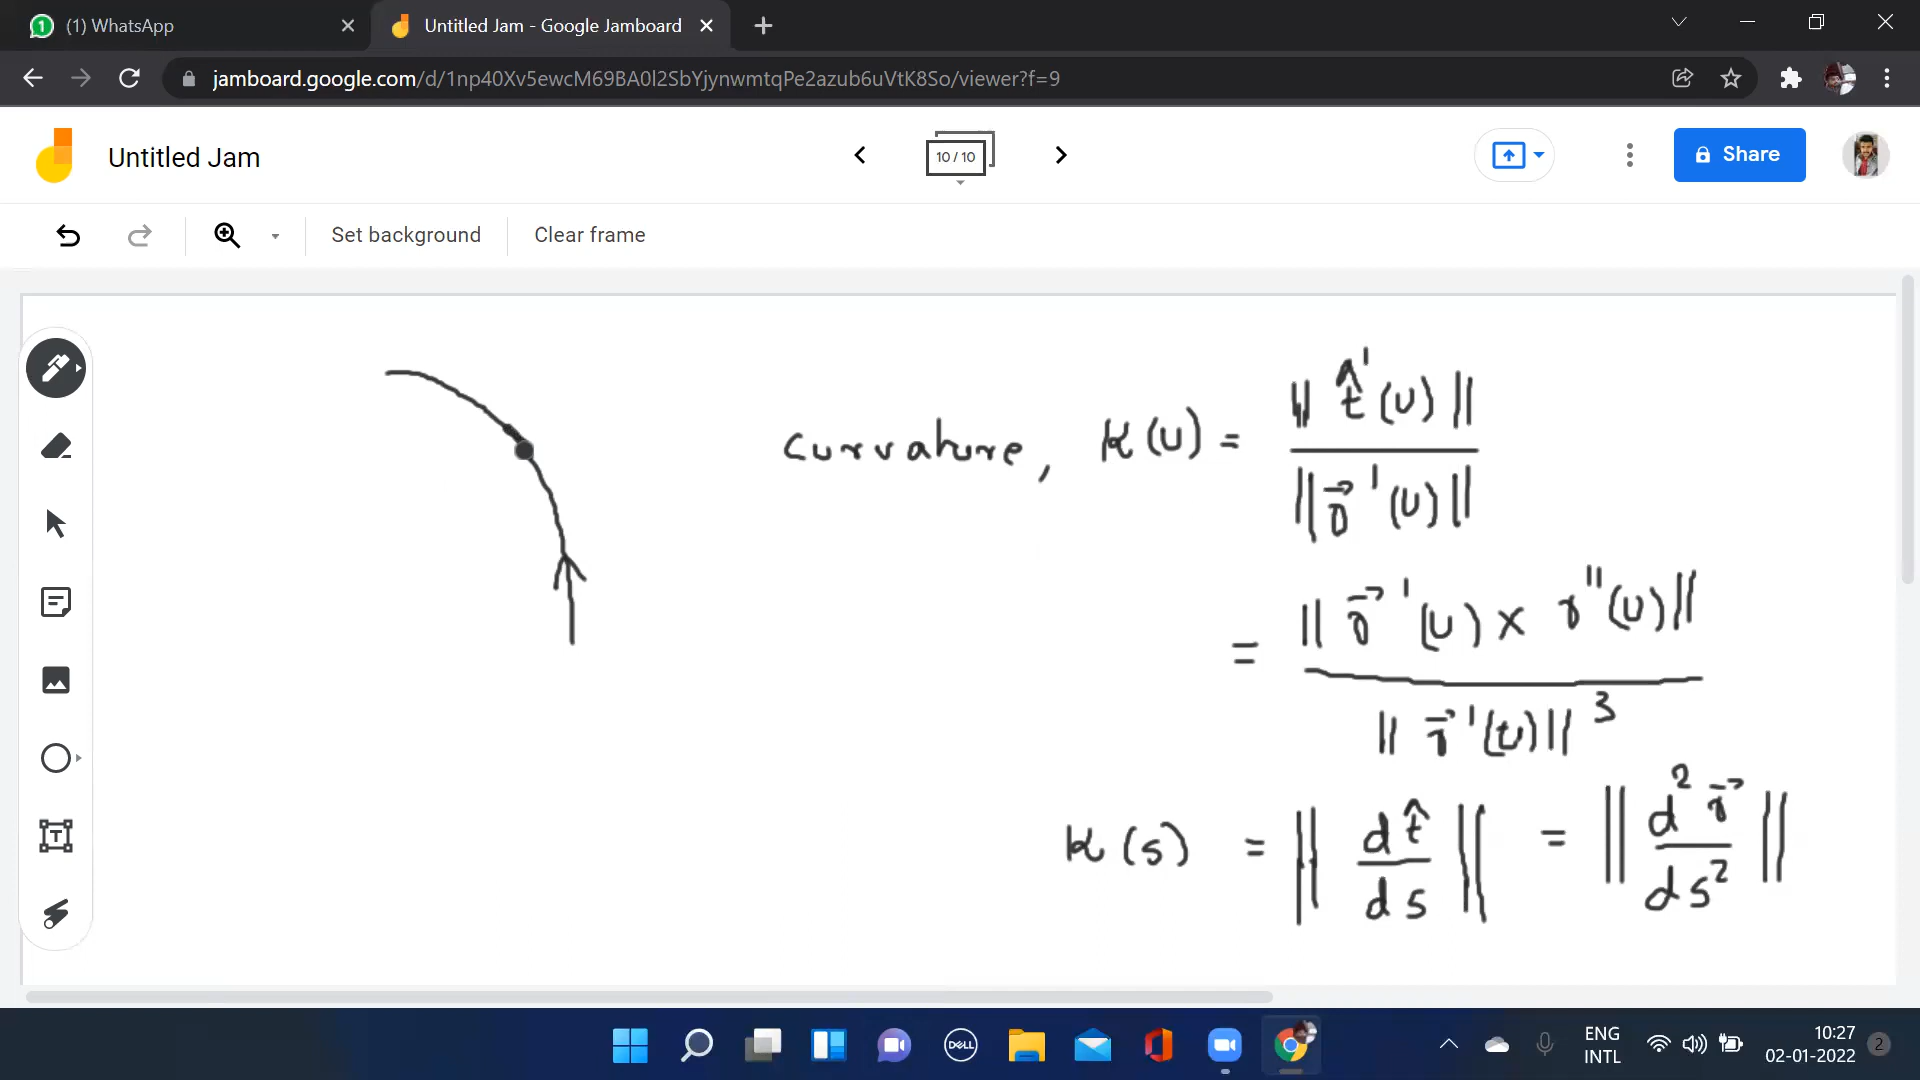 (1) WhatsApp
Untitled Jam - Google Jamboard
jamboard.google.com/d/1np40Xv5ewcM69BA0l2SbYjynwmtqPe2azub6uVtK8So/viewer?f=9
Untitled Jam
10 / 10
Share
Set background
Clear frame
curvature, κ(u) = ‖ t̂'(u) ‖ / ‖ r⃗'(u) ‖
= ‖ r⃗'(u) × r''(u) ‖ / ‖ r⃗'(u) ‖³
κ(s) = ‖ dt̂ / ds ‖ = ‖ d²r⃗ / ds² ‖
DELL
ENG
INTL
10:27
02-01-2022
2